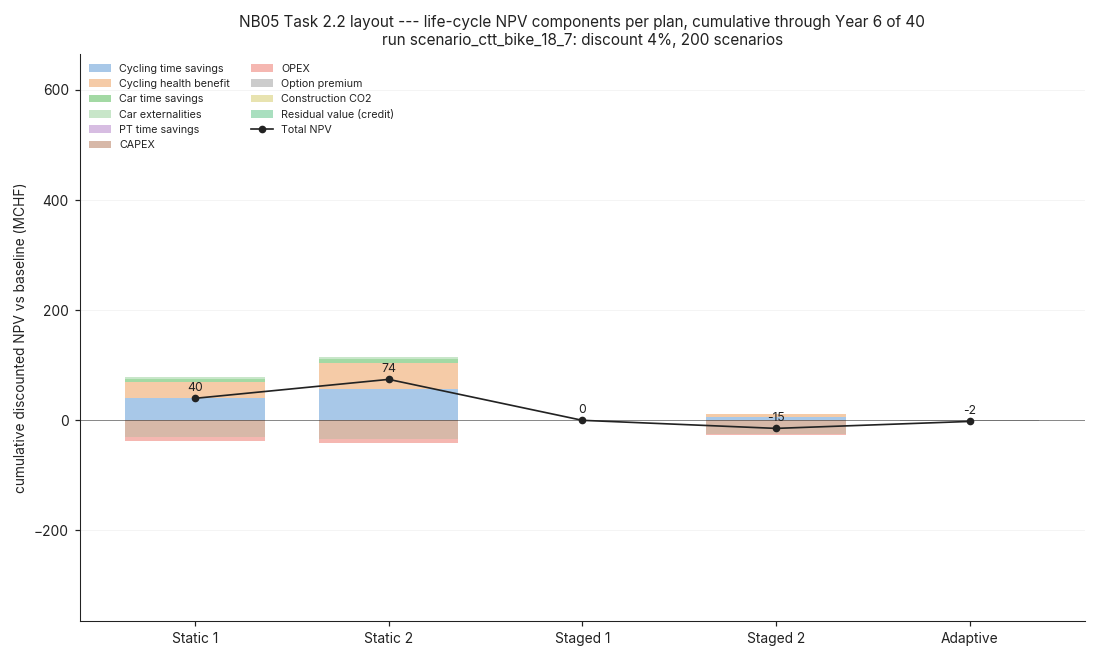 NB05 Task 2.2 layout --- life-cycle NPV components per plan, cumulative through Year 6 of 40
run scenario_ctt_bike_18_7: discount 4%, 200 scenarios
Cycling time savings
Cycling health benefit
Car time savings
Car externalities
PT time savings
CAPEX
OPEX
Option premium
Construction CO2
Residual value (credit)
Total NPV
cumulative discounted NPV vs baseline (MCHF)
600
400
200
0
−200
40
74
0
-15
-2
Static 1
Static 2
Staged 1
Staged 2
Adaptive